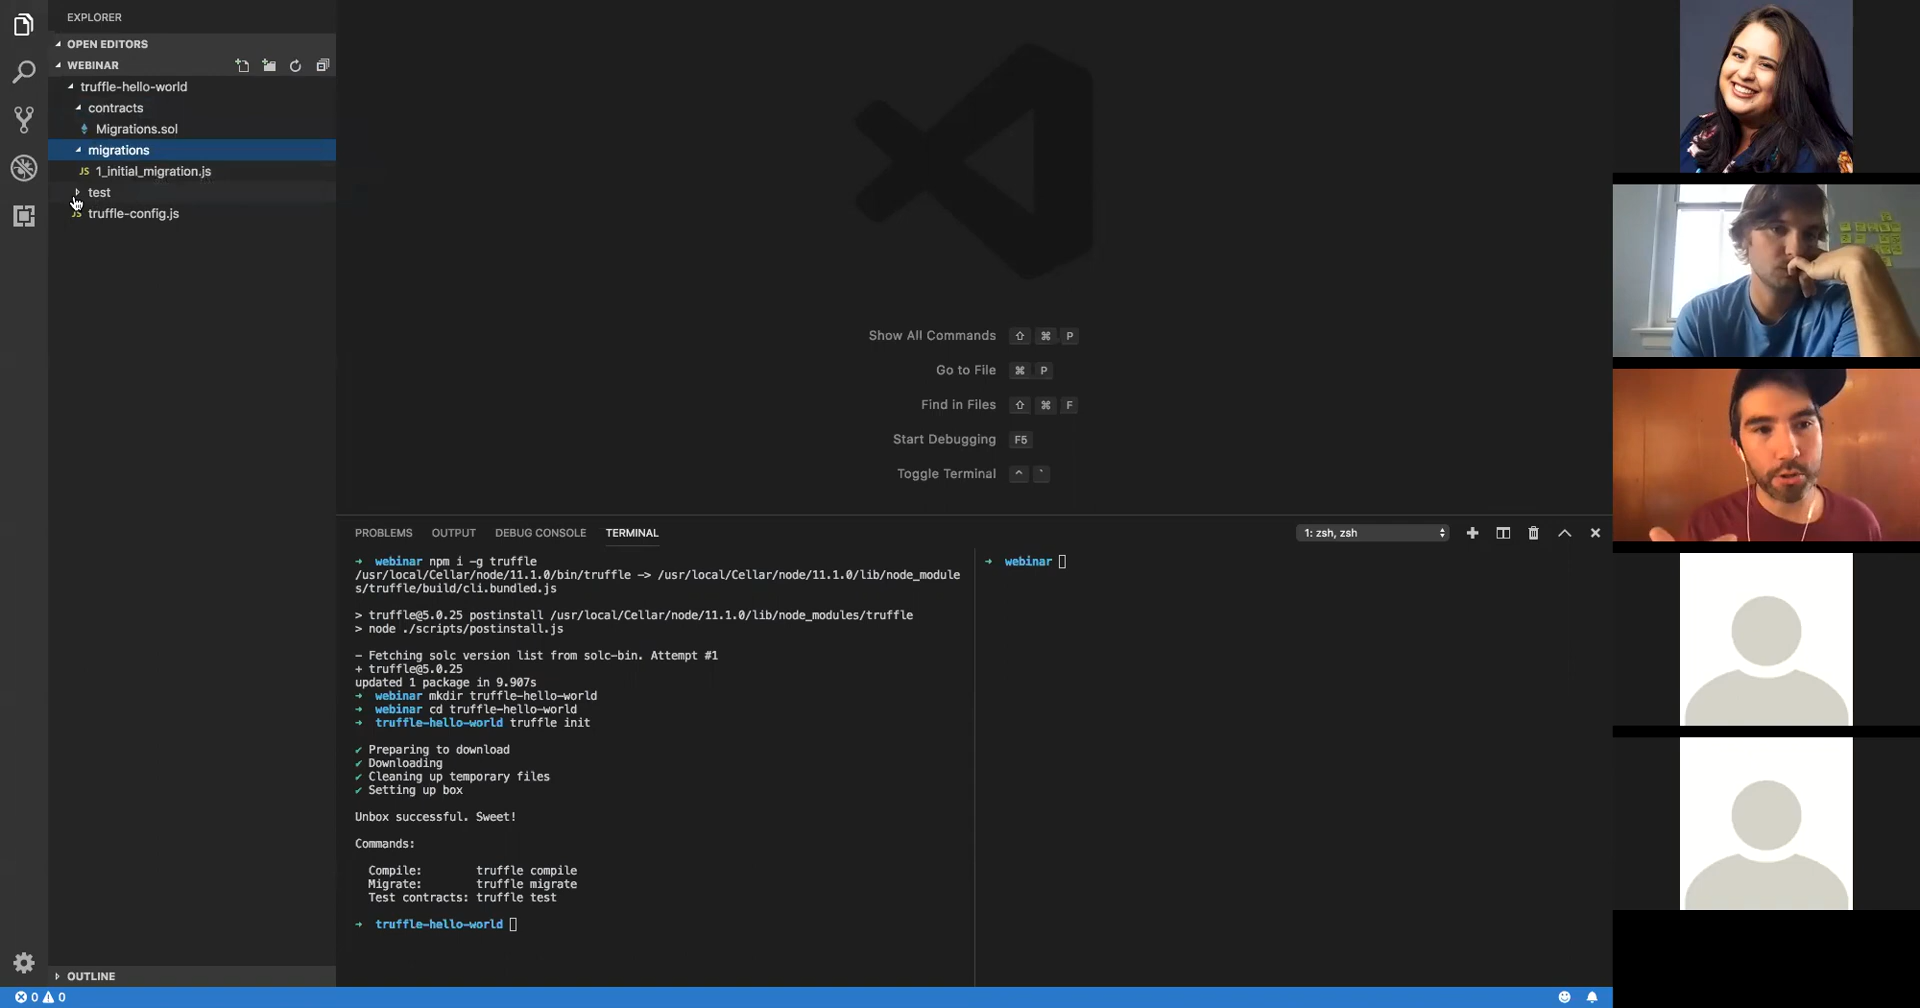 EXPLORER
OPEN EDITORS
WEBINAR
truffle-hello-world
contracts
Migrations.sol
migrations
JS 1_initial_migration.js
test
JS truffle-config.js
OUTLINE
0 0
Show All Commands ⇧ ⌘ P
Go to File ⌘ P
Find in Files ⇧ ⌘ F
Start Debugging F5
Toggle Terminal ^ `
PROBLEMS OUTPUT DEBUG CONSOLE TERMINAL
1: zsh, zsh
➜ webinar npm i -g truffle
/usr/local/Cellar/node/11.1.0/bin/truffle -> /usr/local/Cellar/node/11.1.0/lib/node_module
s/truffle/build/cli.bundled.js
> truffle@5.0.25 postinstall /usr/local/Cellar/node/11.1.0/lib/node_modules/truffle
> node ./scripts/postinstall.js
- Fetching solc version list from solc-bin. Attempt #1
+ truffle@5.0.25
updated 1 package in 9.907s
➜ webinar mkdir truffle-hello-world
➜ webinar cd truffle-hello-world
➜ truffle-hello-world truffle init
✔ Preparing to download
✔ Downloading
✔ Cleaning up temporary files
✔ Setting up box
Unbox successful. Sweet!
Commands:
Compile: truffle compile
Migrate: truffle migrate
Test contracts: truffle test
➜ truffle-hello-world
➜ webinar